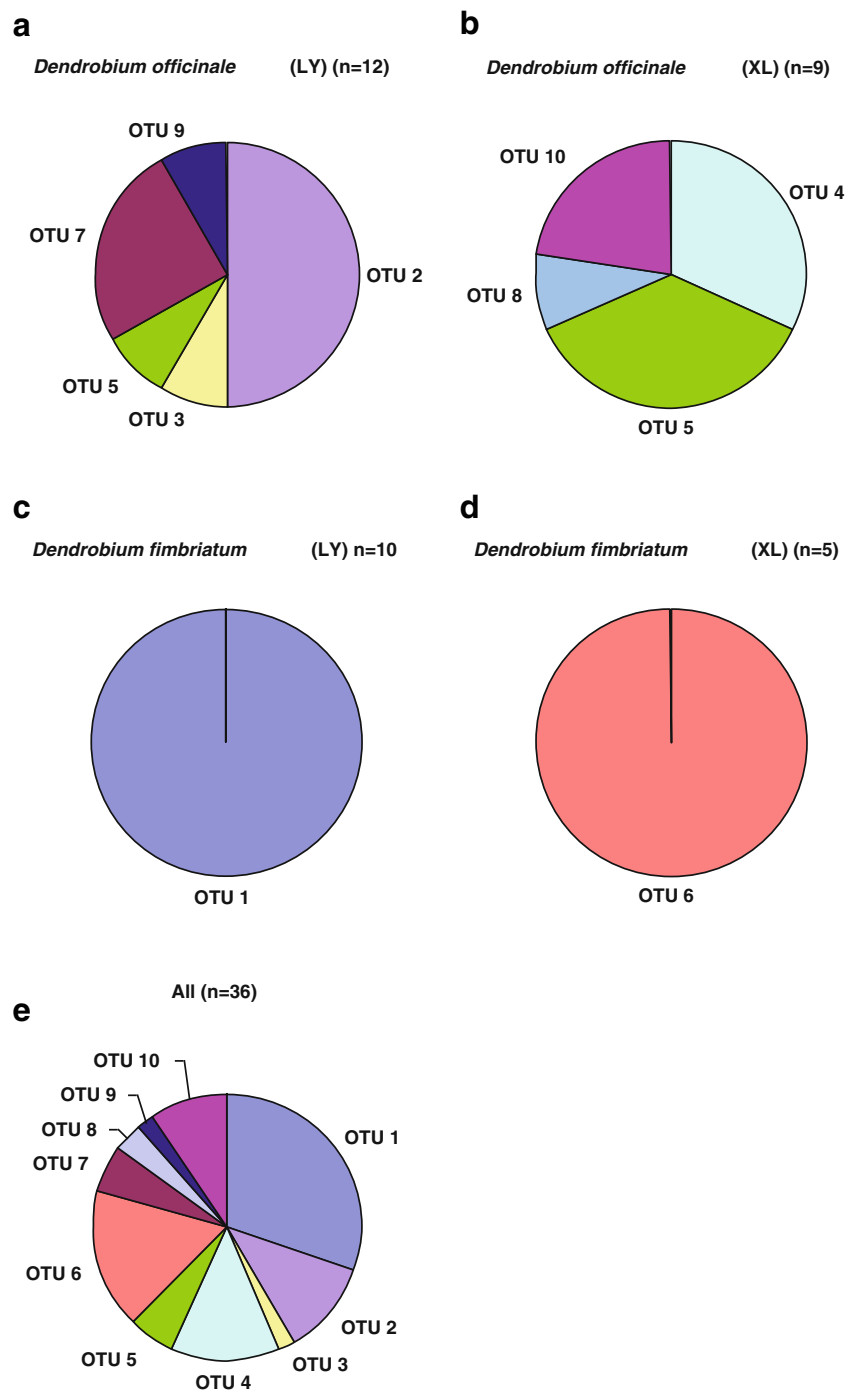 a
Dendrobium officinale (LY) (n=12)
OTU 9
OTU 7
OTU 2
OTU 5
OTU 3
b
Dendrobium officinale (XL) (n=9)
OTU 10
OTU 4
OTU 8
OTU 5
c
Dendrobium fimbriatum (LY) n=10
OTU 1
d
Dendrobium fimbriatum (XL) (n=5)
OTU 6
e
All (n=36)
OTU 10
OTU 9
OTU 8
OTU 7
OTU 1
OTU 6
OTU 2
OTU 5
OTU 3
OTU 4